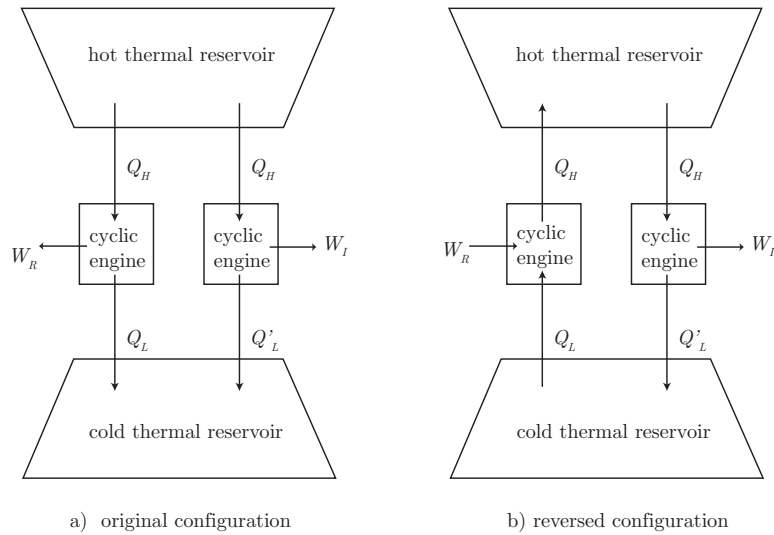 hot thermal reservoir
Q_H
Q_H
cyclic
engine
cyclic
engine
W_R
W_I
Q_L
Q’_L
cold thermal reservoir
a) original configuration
hot thermal reservoir
Q_H
Q_H
cyclic
engine
cyclic
engine
W_R
W_I
Q_L
Q’_L
cold thermal reservoir
b) reversed configuration